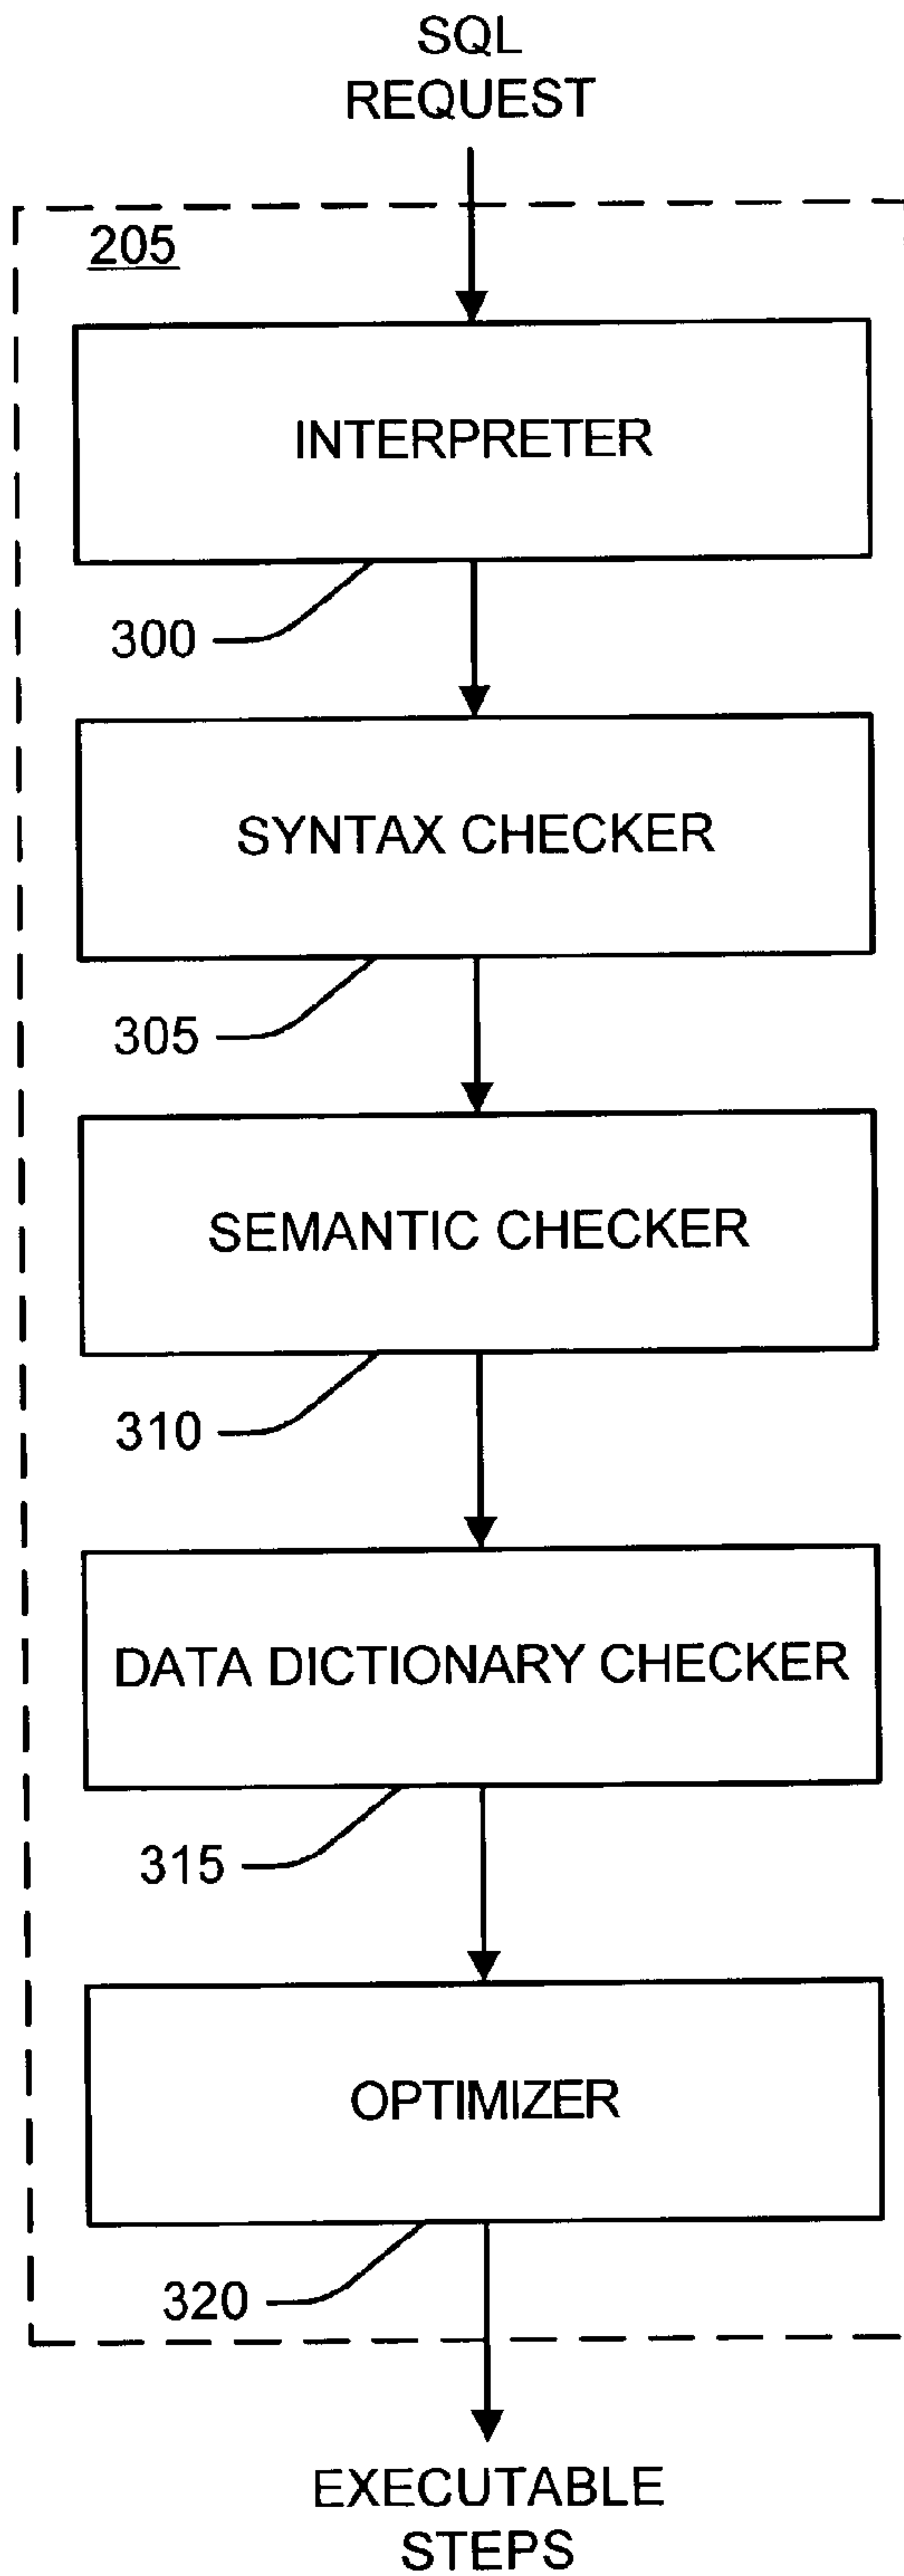 SQL
REQUEST
205
INTERPRETER
300
SYNTAX CHECKER
305
SEMANTIC CHECKER
310
DATA DICTIONARY CHECKER
315
OPTIMIZER
320
EXECUTABLE
STEPS